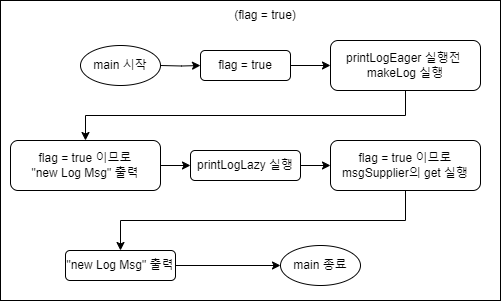 (flag = true)
main 시작
flag = true
printLogEager 실행전
makeLog 실행
flag = true 이므로
"new Log Msg" 출력
printLogLazy 실행
flag = true 이므로
msgSupplier의 get 실행
"new Log Msg" 출력
main 종료